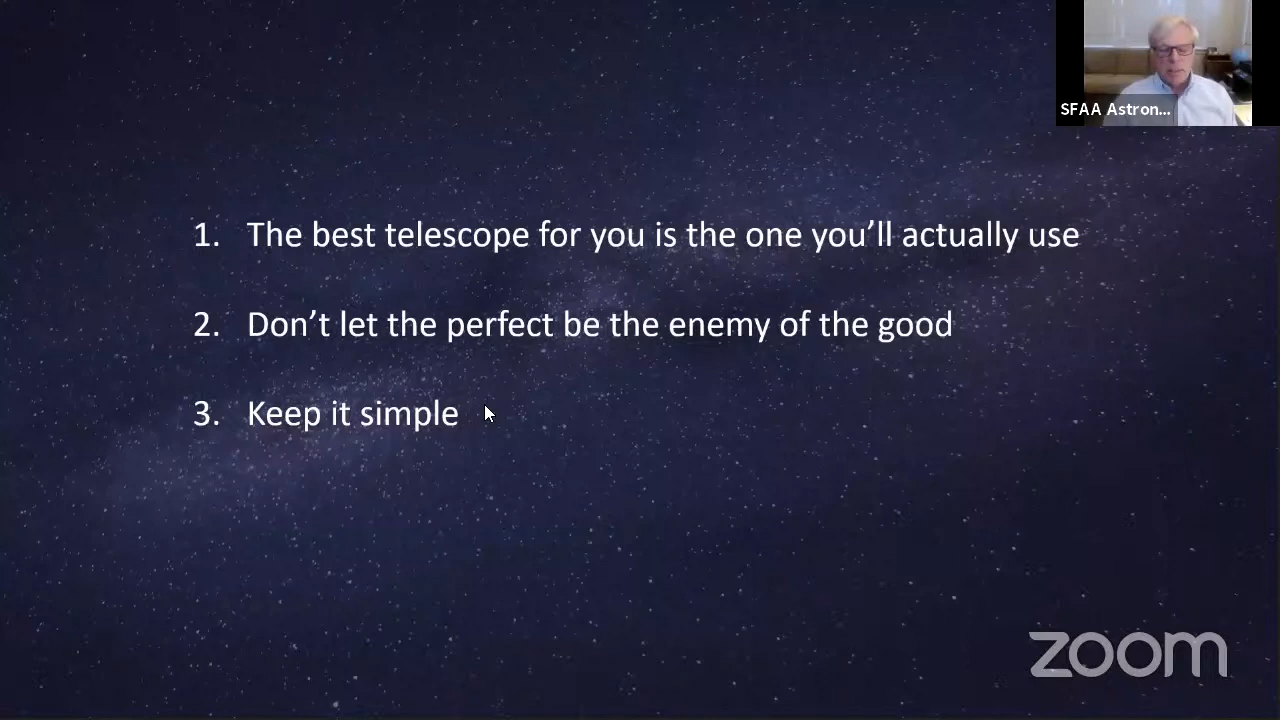 SFAA Astron...
1. The best telescope for you is the one you’ll actually use
2. Don’t let the perfect be the enemy of the good
3. Keep it simple
zoom